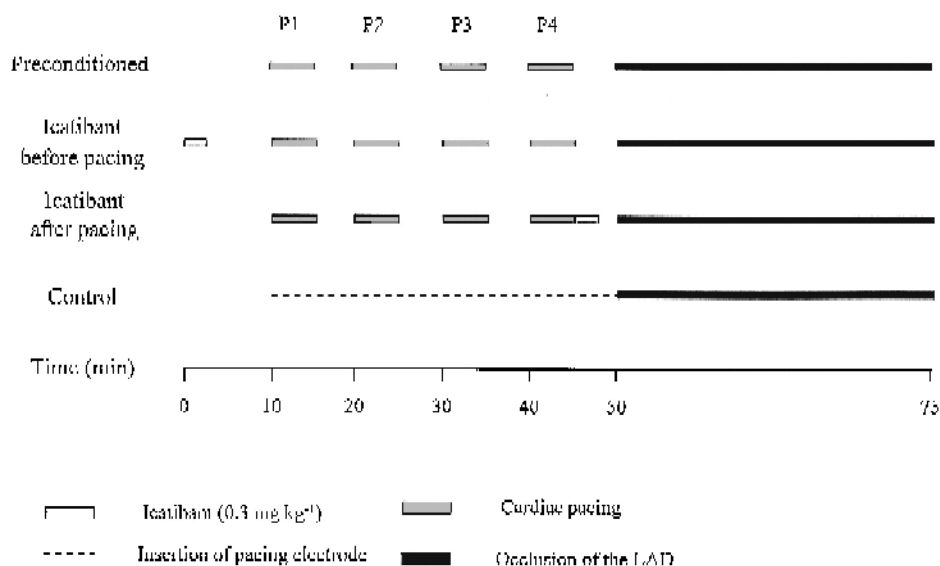 P1 P2 P3 P4
Preconditioned
Icatibant
before pacing
Icatibant
after pacing
Control
Time (min)
0 10 20 30 40 50 75
Icatibant (0.3 mg kg⁻¹)
Cardiac pacing
Insertion of pacing electrode
Occlusion of the LAD